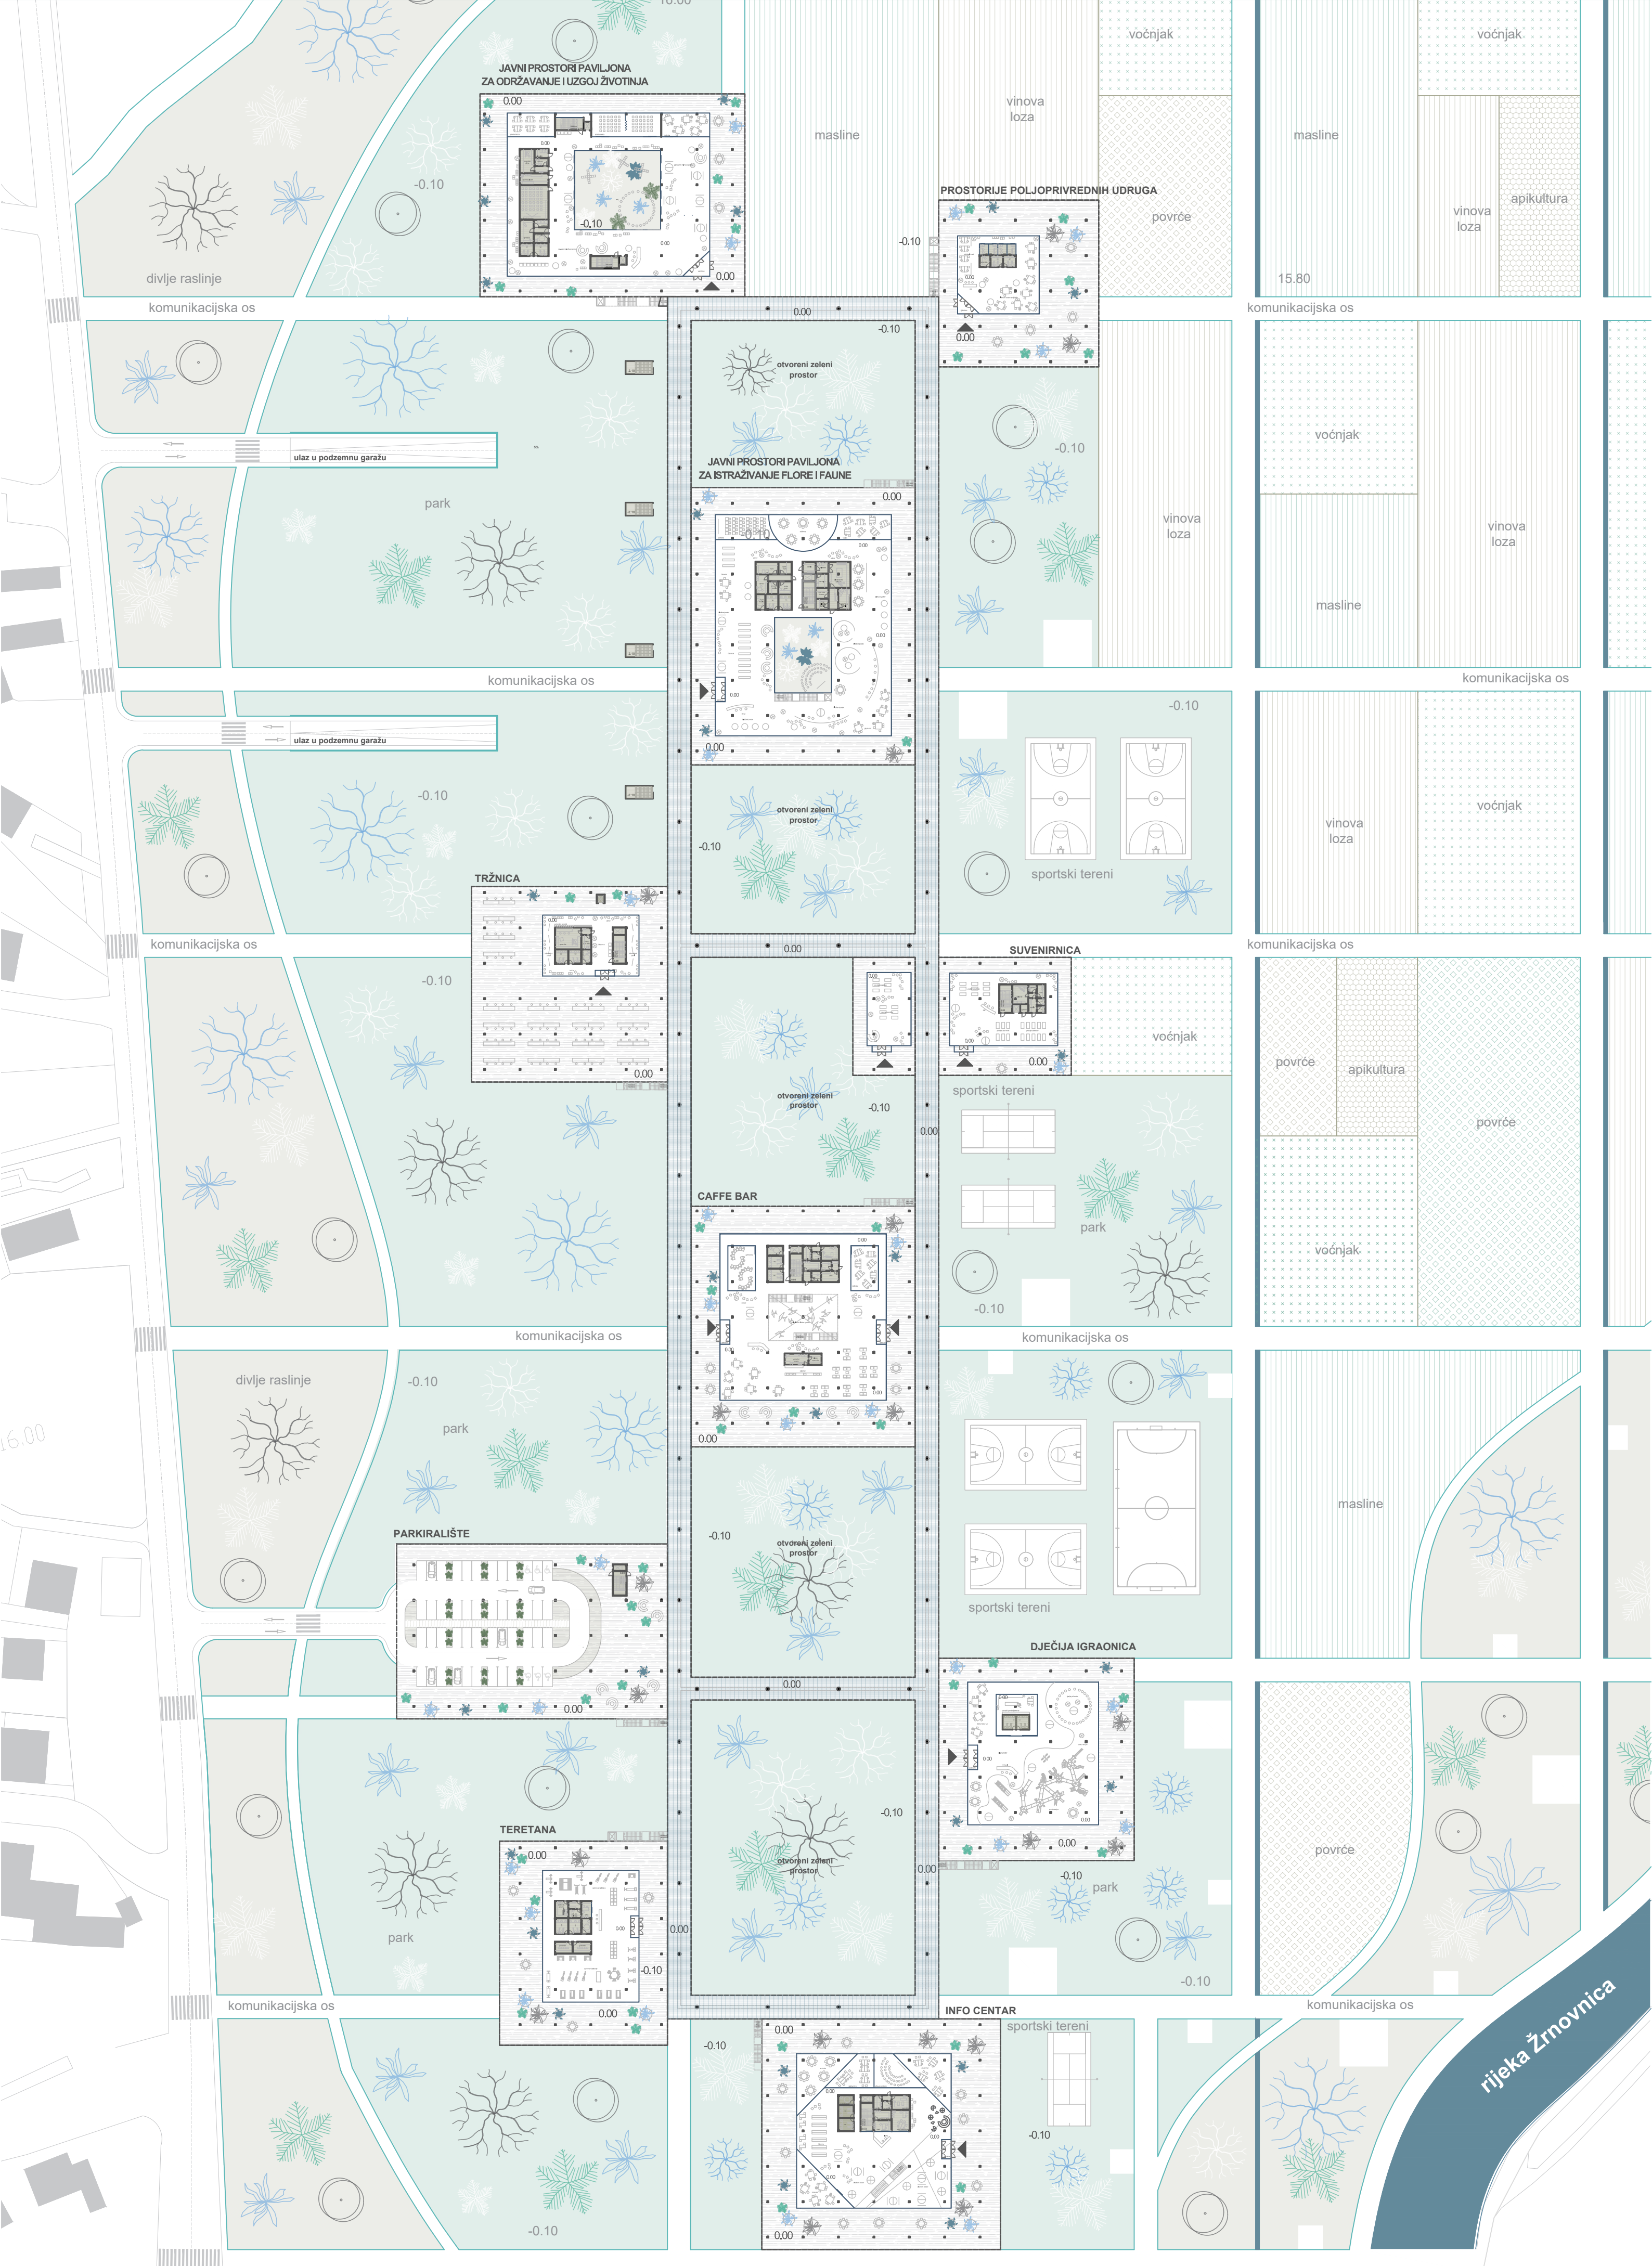 16.00
JAVNI PROSTORI PAVILJONA
ZA ODRŽAVANJE I UZGOJ ŽIVOTINJA
0.00
-0.10
-0.10
0.00
divlje raslinje
komunikacijska os
masline
vinova
loza
voćnjak
povrće
PROSTORIJE POLJOPRIVREDNIH UDRUGA
-0.10
0.00
masline
15.80
voćnjak
vinova
loza
apikultura
komunikacijska os
0.00
-0.10
otvoreni zeleni
prostor
ulaz u podzemnu garažu
park
JAVNI PROSTORI PAVILJONA
ZA ISTRAŽIVANJE FLORE I FAUNE
0.00
-0.10
0.00
-0.10
vinova
loza
voćnjak
masline
vinova
loza
komunikacijska os
komunikacijska os
ulaz u podzemnu garažu
-0.10
otvoreni zeleni
prostor
-0.10
-0.10
sportski tereni
vinova
loza
voćnjak
TRŽNICA
komunikacijska os
0.00
SUVENIRNICA
komunikacijska os
-0.10
0.00
otvoreni zeleni
prostor
-0.10
0.00
0.00
voćnjak
povrće
apikultura
povrće
voćnjak
sportski tereni
park
-0.10
CAFFE BAR
0.00
komunikacijska os
komunikacijska os
divlje raslinje
-0.10
park
16.00
-0.10
otvoreni zeleni
prostor
sportski tereni
masline
PARKIRALIŠTE
0.00
0.00
DJEČIJA IGRAONICA
0.00
-0.10
otvoreni zeleni
prostor
0.00
-0.10
park
-0.10
povrće
TERETANA
0.00
park
0.00
-0.10
0.00
komunikacijska os
INFO CENTAR
komunikacijska os
-0.10
0.00
sportski tereni
-0.10
rijeka Žrnovnica
-0.10
0.00